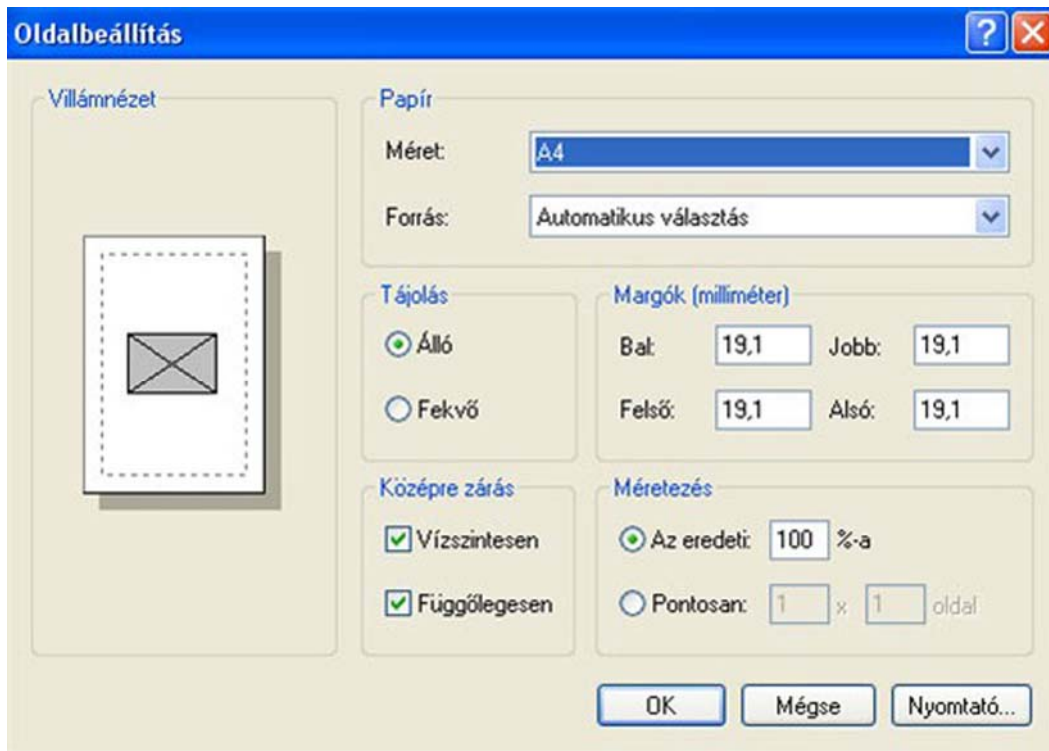 Oldalbeállítás
Villámnézet
Papír
Méret: A4
Forrás: Automatikus választás
Tájolás
Álló
Fekvő
Margók (milliméter)
Bal: 19,1 Jobb: 19,1
Felső: 19,1 Alsó: 19,1
Középre zárás
Vízszintesen
Függőlegesen
Méretezés
Az eredeti: 100 %-a
Pontosan: 1 x 1 oldal
OK Mégse Nyomtató...